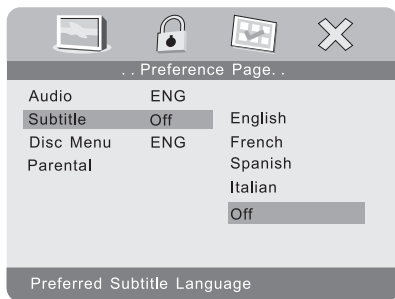 . . Preference Page. .
Audio ENG
Subtitle Off English
Disc Menu ENG French
Parental Spanish
Italian
Off
Preferred Subtitle Language